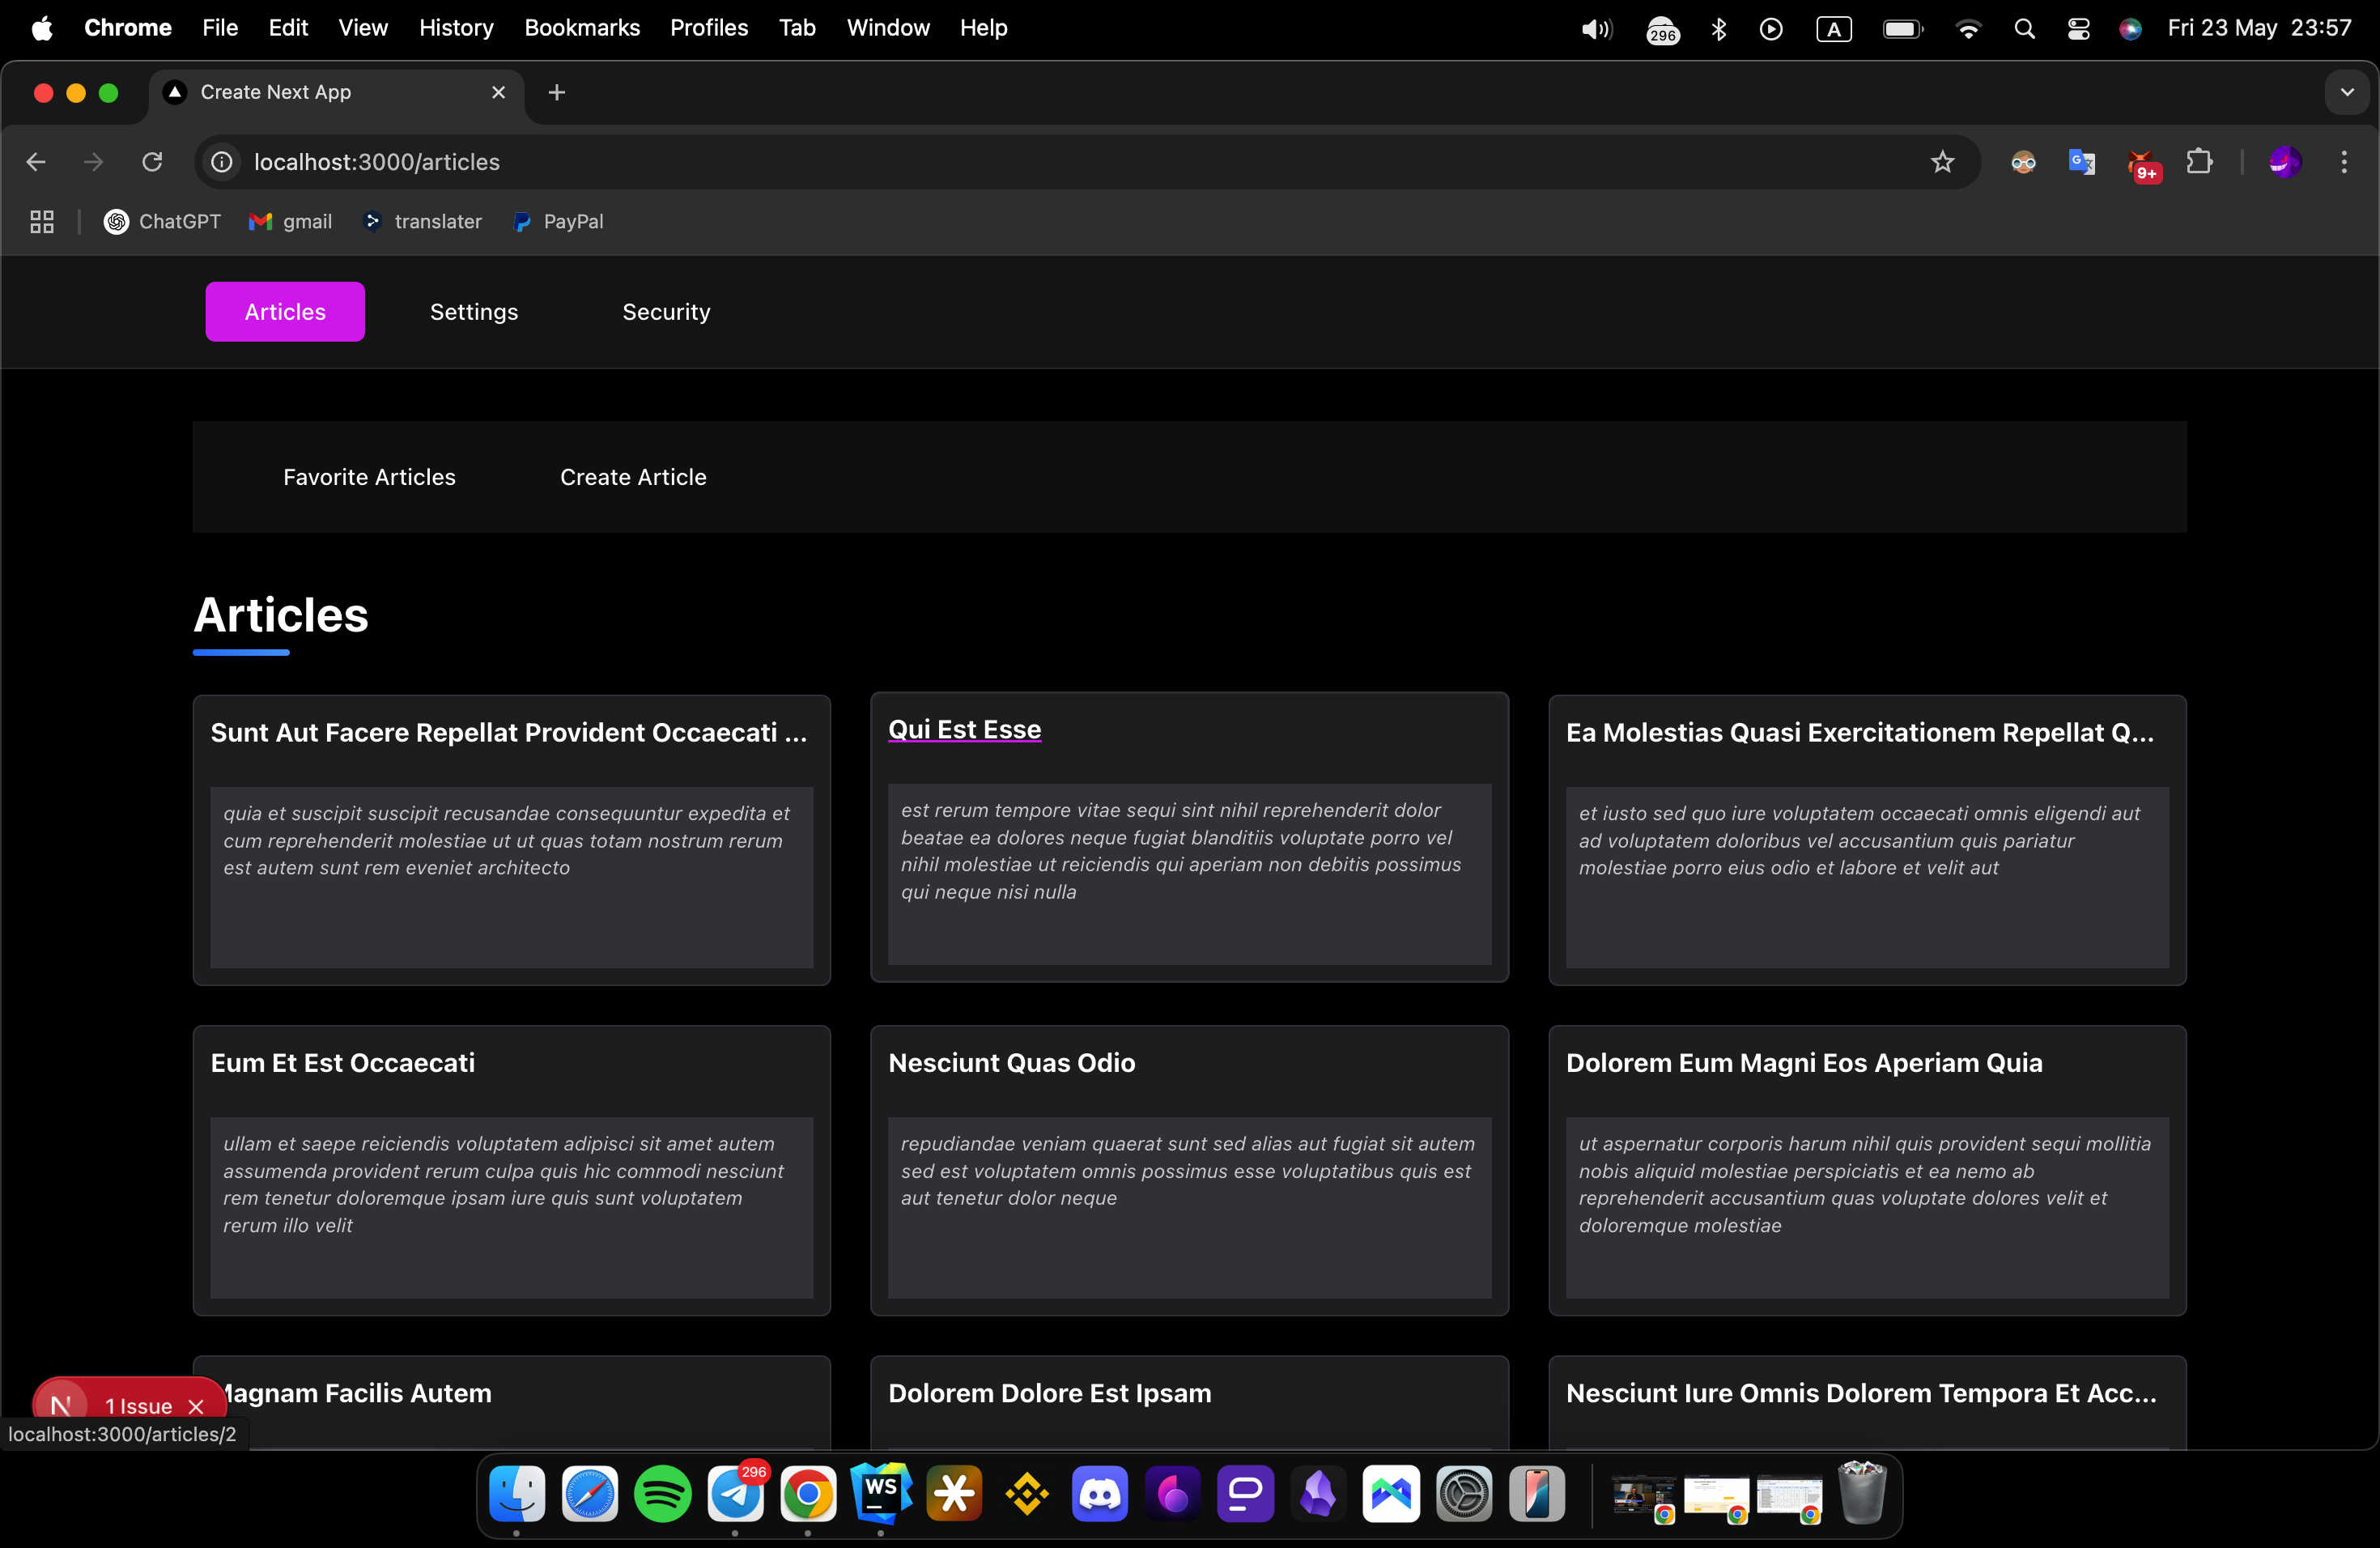 Chrome File Edit View History Bookmarks Profiles Tab Window Help 296 A Fri 23 May 23:57
Create Next App
localhost:3000/articles 9+
ChatGPT gmail translater PayPal
Articles Settings Security
Favorite Articles Create Article
Articles
Sunt Aut Facere Repellat Provident Occaecati ...
quia et suscipit suscipit recusandae consequuntur expedita et
cum reprehenderit molestiae ut ut quas totam nostrum rerum
est autem sunt rem eveniet architecto
Qui Est Esse
est rerum tempore vitae sequi sint nihil reprehenderit dolor
beatae ea dolores neque fugiat blanditiis voluptate porro vel
nihil molestiae ut reiciendis qui aperiam non debitis possimus
qui neque nisi nulla
Ea Molestias Quasi Exercitationem Repellat Q...
et iusto sed quo iure voluptatem occaecati omnis eligendi aut
ad voluptatem doloribus vel accusantium quis pariatur
molestiae porro eius odio et labore et velit aut
Eum Et Est Occaecati
ullam et saepe reiciendis voluptatem adipisci sit amet autem
assumenda provident rerum culpa quis hic commodi nesciunt
rem tenetur doloremque ipsam iure quis sunt voluptatem
rerum illo velit
Nesciunt Quas Odio
repudiandae veniam quaerat sunt sed alias aut fugiat sit autem
sed est voluptatem omnis possimus esse voluptatibus quis est
aut tenetur dolor neque
Dolorem Eum Magni Eos Aperiam Quia
ut aspernatur corporis harum nihil quis provident sequi mollitia
nobis aliquid molestiae perspiciatis et ea nemo ab
reprehenderit accusantium quas voluptate dolores velit et
doloremque molestiae
Magnam Facilis Autem
Dolorem Dolore Est Ipsam
Nesciunt Iure Omnis Dolorem Tempora Et Acc...
N 1 Issue
localhost:3000/articles/2
296
WS